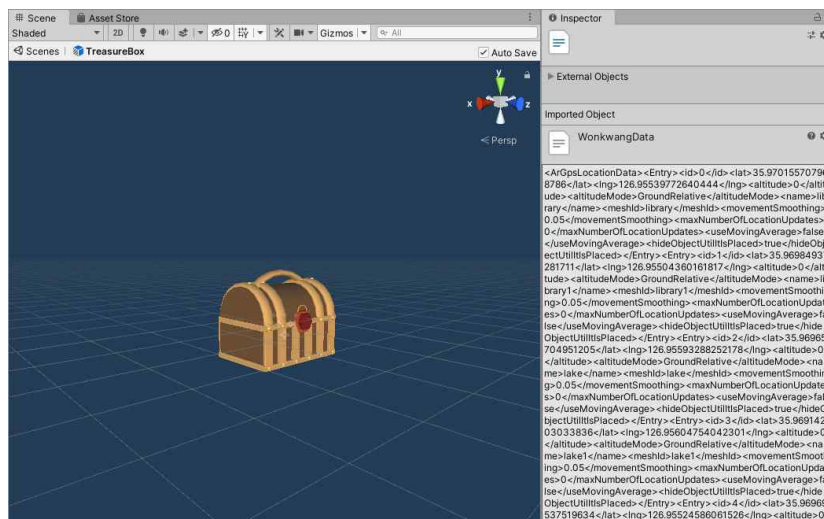 Scene
Asset Store
Shaded
2D
0
Gizmos
All
Scenes
TreasureBox
Auto Save
y
x
z
Persp
Inspector
External Objects
Imported Object
WonkwangData
<ArGpsLocationData><Entry><id>0</id><lat>35.9701557079
8786</lat><lng>126.95539772640444</lng><altitude>0</alti
ude><altitudeMode>GroundRelative</altitudeMode><name>lib
rary</name><meshId>library</meshId><movementSmoothing>
0.05</movementSmoothing><maxNumberOfLocationUpdates>
0</maxNumberOfLocationUpdates><useMovingAverage>false
</useMovingAverage><hideObjectUtilItIsPlaced>true</hideObj
ectUtilItIsPlaced></Entry><Entry><id>1</id><lat>35.9698493
281711</lat><lng>126.95504360161817</lng><altitude>0</alt
tude><altitudeMode>GroundRelative</altitudeMode><name>li
brary1</name><meshId>library1</meshId><movementSmoothi
ng>0.05</movementSmoothing><maxNumberOfLocationUpdat
es>0</maxNumberOfLocationUpdates><useMovingAverage>fa
lse</useMovingAverage><hideObjectUtilItIsPlaced>true</hide
ObjectUtilItIsPlaced></Entry><Entry><id>2</id><lat>35.96965
704951205</lat><lng>126.95593288252178</lng><altitude>0
</altitude><altitudeMode>GroundRelative</altitudeMode><na
me>lake</name><meshId>lake</meshId><movementSmoothin
g>0.05</movementSmoothing><maxNumberOfLocationUpdate
s>0</maxNumberOfLocationUpdates><useMovingAverage>fal
se</useMovingAverage><hideObjectUtilItIsPlaced>true</hideO
bjectUtilItIsPlaced></Entry><Entry><id>3</id><lat>35.969142
03033836</lat><lng>126.95604754042301</lng><altitude>0
</altitude><altitudeMode>GroundRelative</altitudeMode><na
me>lake1</name><meshId>lake1</meshId><movementSmoot
ing>0.05</movementSmoothing><maxNumberOfLocationUpda
es>0</maxNumberOfLocationUpdates><useMovingAverage>fa
lse</useMovingAverage><hideObjectUtilItIsPlaced>true</hide
ObjectUtilItIsPlaced></Entry><Entry><id>4</id><lat>35.96969
537519634</lat><lng>126.95524586061526</lng><altitude>0